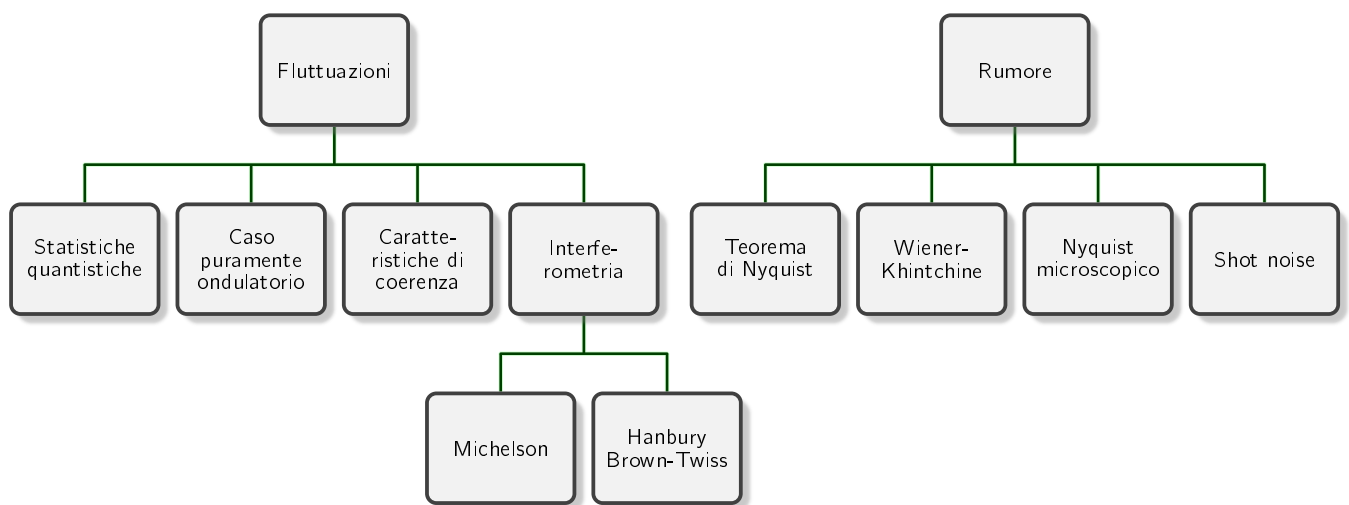 Fluttuazioni
Rumore
Statistiche
quantistiche
Caso
puramente
ondulatorio
Caratte-
ristiche di
coerenza
Interfe-
rometria
Teorema
di Nyquist
Wiener-
Khintchine
Nyquist
microscopico
Shot noise
Michelson
Hanbury
Brown-Twiss